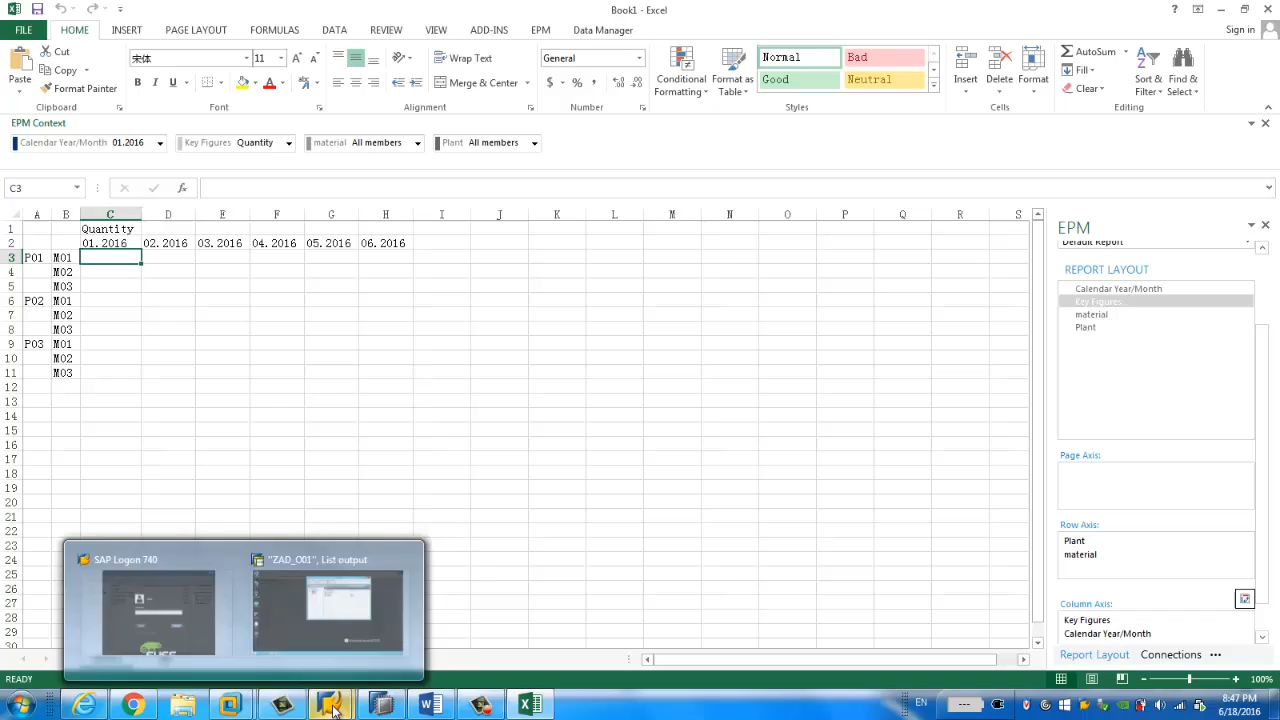 Book1 - Excel
FILE HOME INSERT PAGE LAYOUT FORMULAS DATA REVIEW VIEW ADD-INS EPM Data Manager Sign in
Paste
Cut
Copy
Format Painter
宋体 11
B I U
Wrap Text
Merge & Center
General
$ % ,
Conditional Formatting
Format as Table
Normal Bad
Good Neutral
Insert Delete Format
AutoSum
Fill
Clear
Sort & Filter
Find & Select
Clipboard Font Alignment Number Styles Cells Editing
EPM Context
Calendar Year/Month 01.2016 Key Figures Quantity material All members Plant All members
C3
A B C D E F G H I J K L M N O P Q R S
1 Quantity
2 01.2016 02.2016 03.2016 04.2016 05.2016 06.2016
3 P01 M01
4 M02
5 M03
6 P02 M01
7 M02
8 M03
9 P03 M01
10 M02
11 M03
12
13
14
15
16
17
18
19
20
21
22
23
24
25
26
27
28
29
30
EPM
Default Report
REPORT LAYOUT
Calendar Year/Month
Key Figures
material
Plant
Page Axis:
Row Axis:
Plant
material
Column Axis:
Key Figures
Calendar Year/Month
Report Layout Connections
SAP Logon 740
"ZAD_O01", List output
READY
100%
EN
8:47 PM
6/18/2016